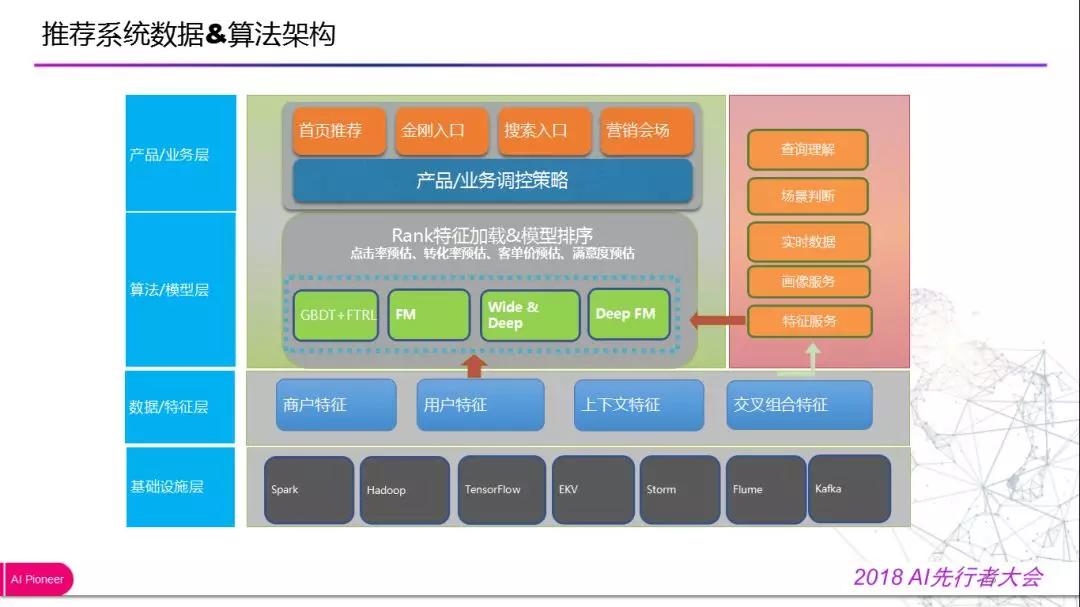 推荐系统数据&算法架构
产品/业务层
首页推荐
金刚入口
搜索入口
营销会场
产品/业务调控策略
查询理解
场景判断
实时数据
画像服务
特征服务
算法/模型层
Rank特征加载&模型排序
点击率预估、转化率预估、客单价预估、满意度预估
GBDT+FTRL
FM
Wide &
Deep
Deep FM
数据/特征层
商户特征
用户特征
上下文特征
交叉组合特征
基础设施层
Spark
Hadoop
TensorFlow
EKV
Storm
Flume
Kafka
AI Pioneer
2018 AI先行者大会